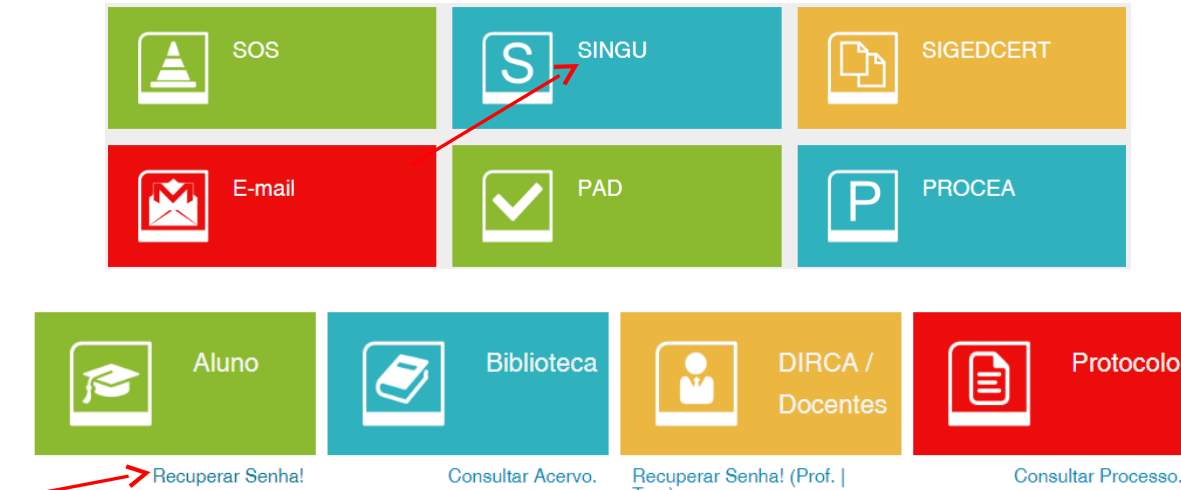 SOS
SINGU
SIGEDCERT
E-mail
PAD
PROCEA
Aluno
Biblioteca
DIRCA /
Docentes
Protocolo
Recuperar Senha!
Consultar Acervo.
Recuperar Senha! (Prof. |
Consultar Processo.